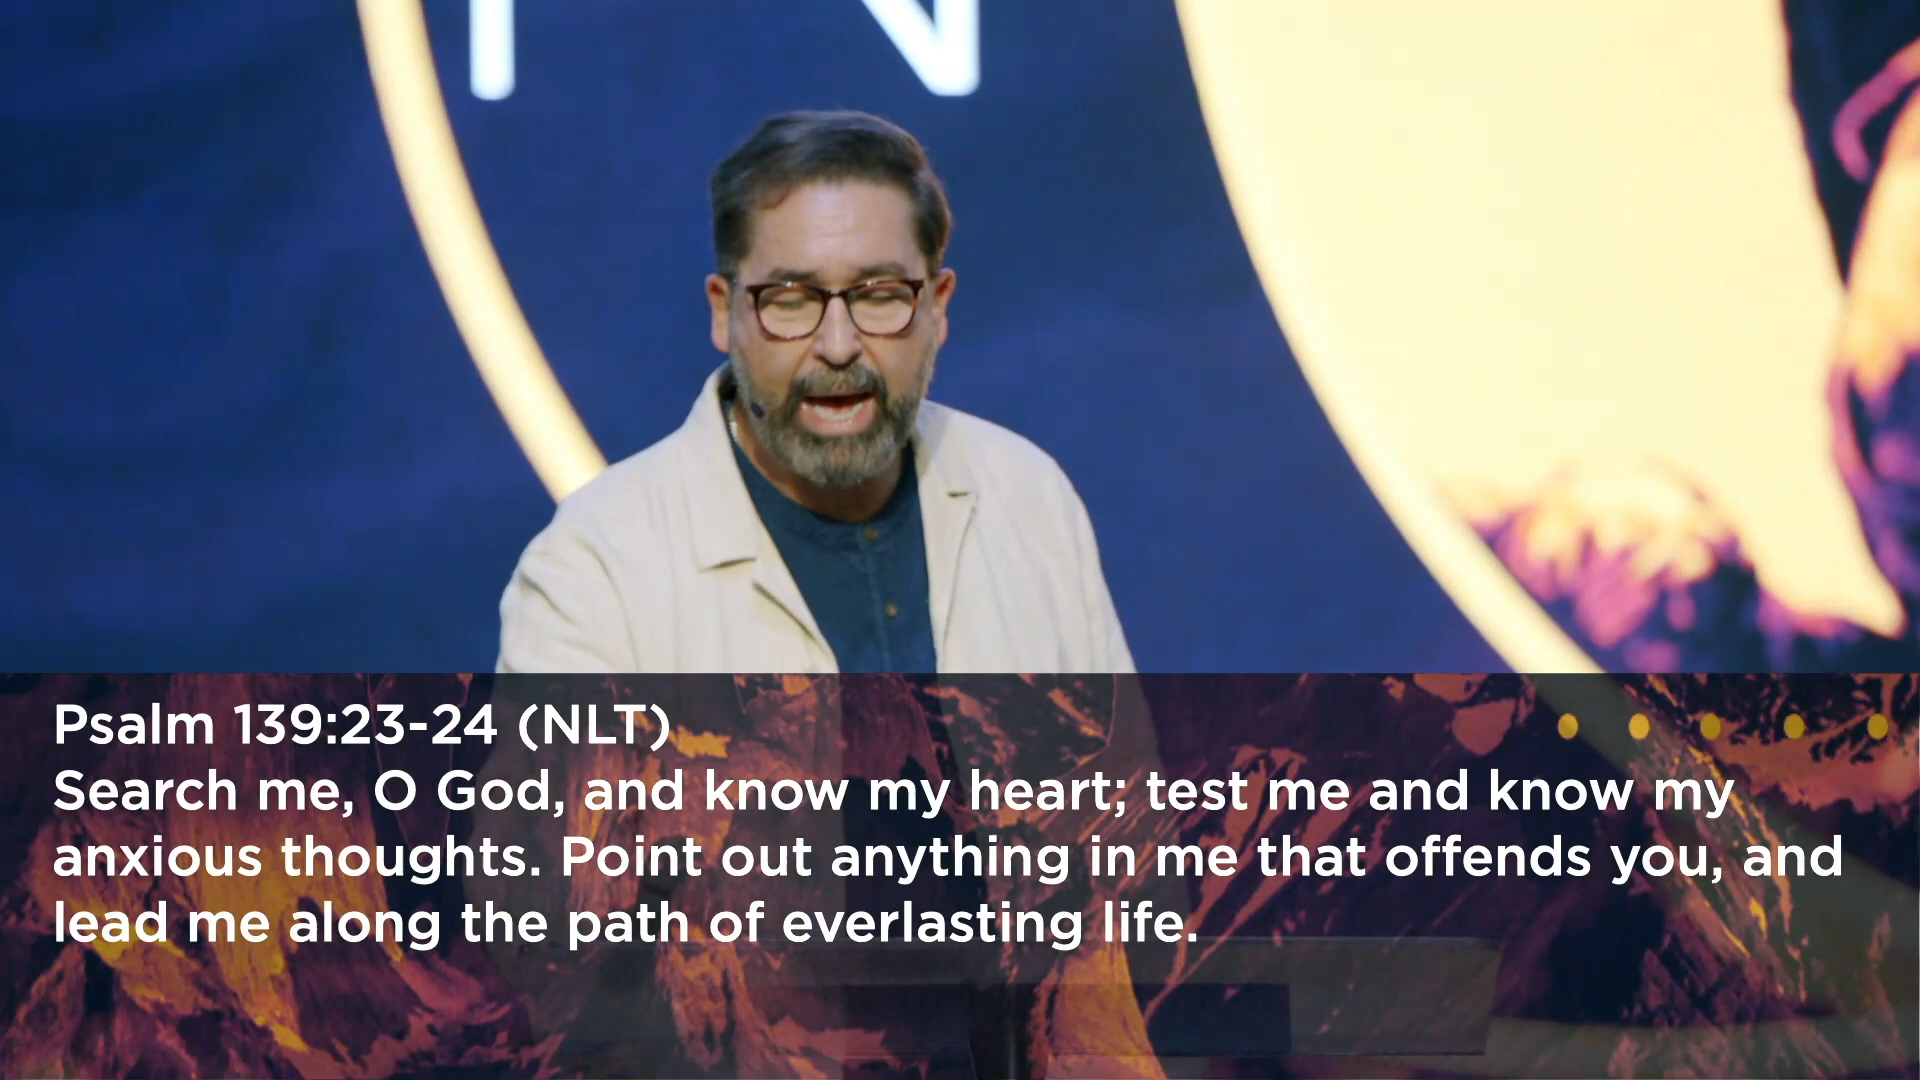 IN
Psalm 139:23-24 (NLT)
Search me, O God, and know my heart; test me and know my
anxious thoughts. Point out anything in me that offends you, and
lead me along the path of everlasting life.